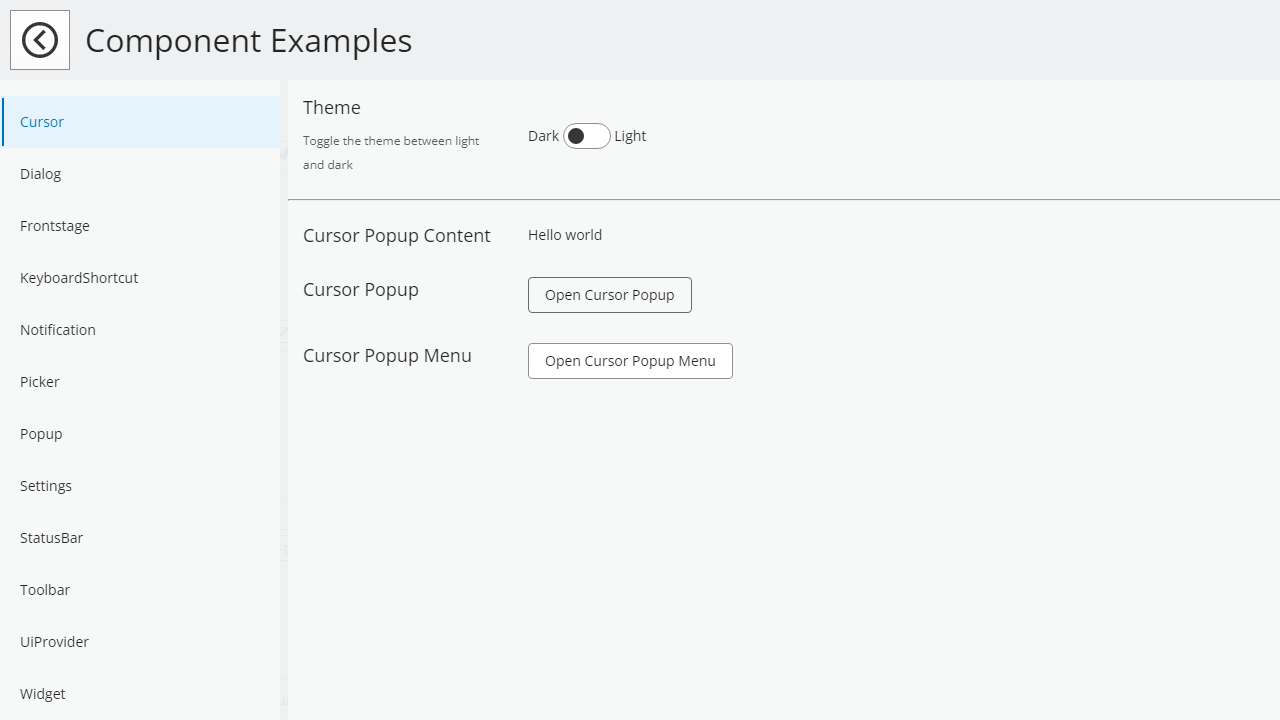 Component Examples
Cursor
Dialog
Frontstage
KeyboardShortcut
Notification
Picker
Popup
Settings
StatusBar
Toolbar
UiProvider
Widget
Theme
Toggle the theme between light
and dark
Dark Light
Cursor Popup Content Hello world
Cursor Popup Open Cursor Popup
Cursor Popup Menu Open Cursor Popup Menu